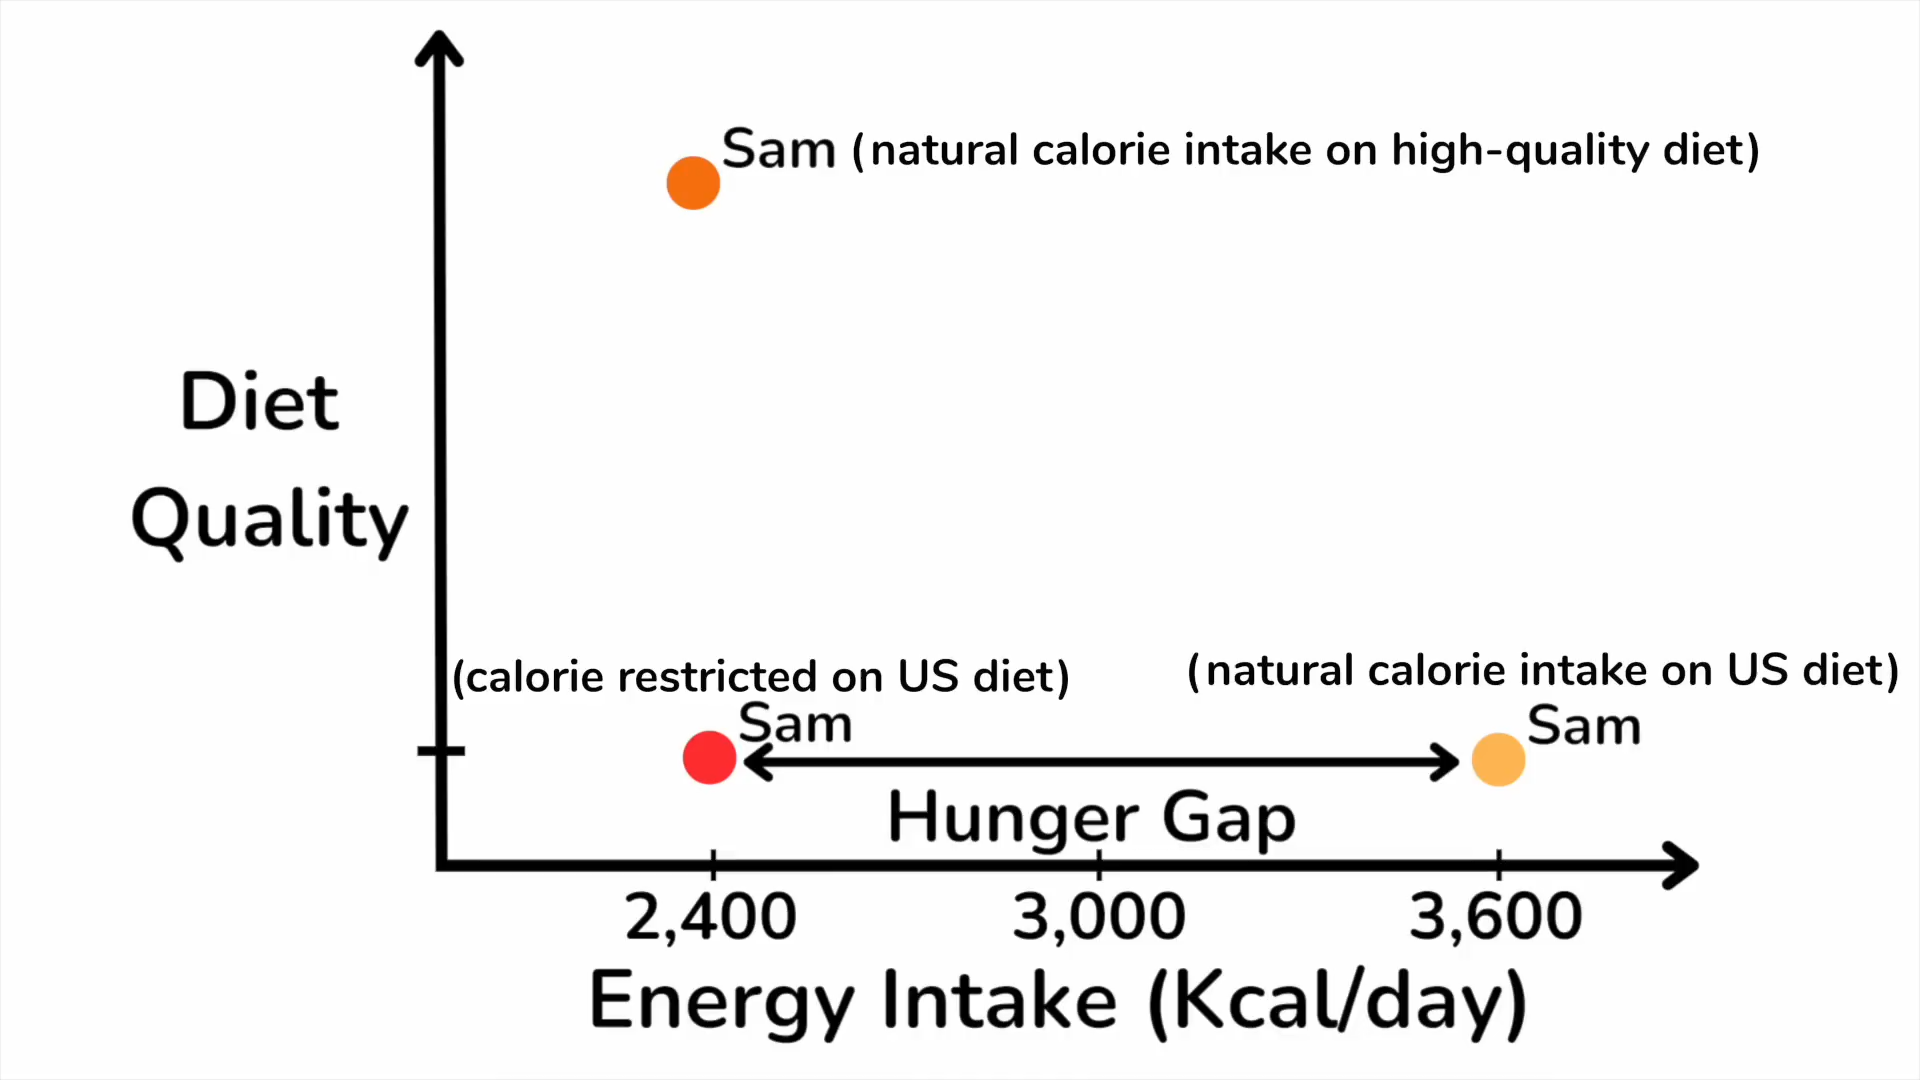 Sam (natural calorie intake on high-quality diet)
Diet
Quality
(calorie restricted on US diet)
Sam
(natural calorie intake on US diet)
Sam
Hunger Gap
2,400
3,000
3,600
Energy Intake (Kcal/day)